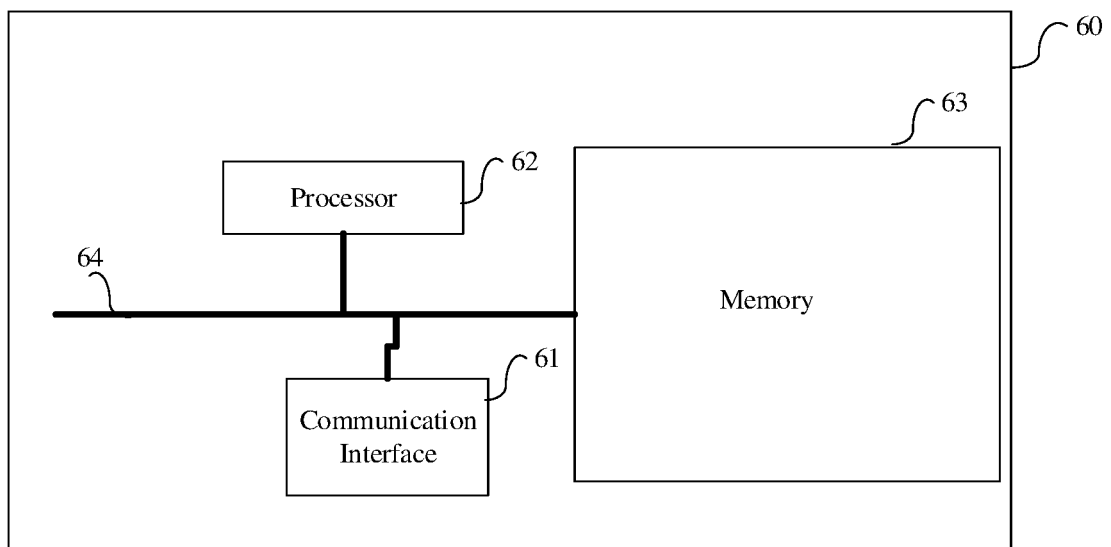 60
63
62
Processor
64
Memory
61
Communication
Interface